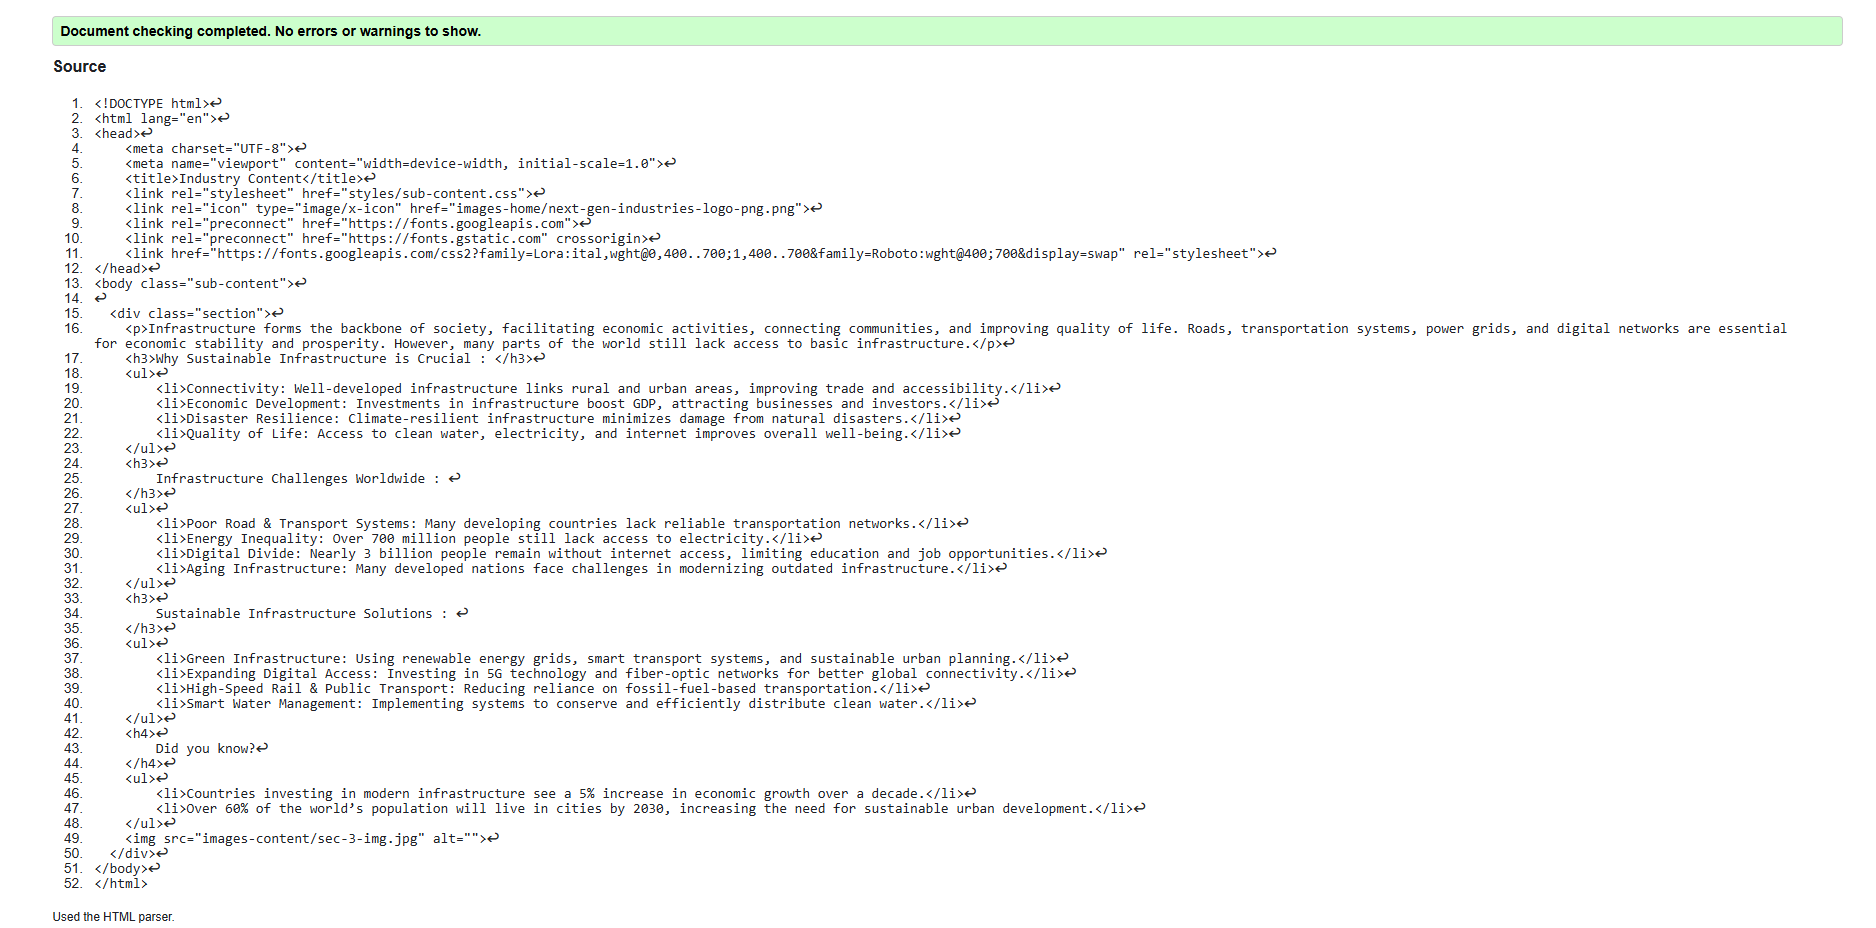 Document checking completed. No errors or warnings to show.
Source
1. <!DOCTYPE html>↩
2. <html lang="en">↩
3. <head>↩
4.     <meta charset="UTF-8">↩
5.     <meta name="viewport" content="width=device-width, initial-scale=1.0">↩
6.     <title>Industry Content</title>↩
7.     <link rel="stylesheet" href="styles/sub-content.css">↩
8.     <link rel="icon" type="image/x-icon" href="images-home/next-gen-industries-logo-png.png">↩
9.     <link rel="preconnect" href="https://fonts.googleapis.com">↩
10.     <link rel="preconnect" href="https://fonts.gstatic.com" crossorigin>↩
11.     <link href="https://fonts.googleapis.com/css2?family=Lora:ital,wght@0,400..700;1,400..700&family=Roboto:wght@400;700&display=swap" rel="stylesheet">↩
12. </head>↩
13. <body class="sub-content">↩
14. ↩
15.   <div class="section">↩
16.     <p>Infrastructure forms the backbone of society, facilitating economic activities, connecting communities, and improving quality of life. Roads, transportation systems, power grids, and digital networks are essential
for economic stability and prosperity. However, many parts of the world still lack access to basic infrastructure.</p>↩
17.     <h3>Why Sustainable Infrastructure is Crucial : </h3>↩
18.     <ul>↩
19.         <li>Connectivity: Well-developed infrastructure links rural and urban areas, improving trade and accessibility.</li>↩
20.         <li>Economic Development: Investments in infrastructure boost GDP, attracting businesses and investors.</li>↩
21.         <li>Disaster Resilience: Climate-resilient infrastructure minimizes damage from natural disasters.</li>↩
22.         <li>Quality of Life: Access to clean water, electricity, and internet improves overall well-being.</li>↩
23.     </ul>↩
24.     <h3>↩
25.         Infrastructure Challenges Worldwide : ↩
26.     </h3>↩
27.     <ul>↩
28.         <li>Poor Road & Transport Systems: Many developing countries lack reliable transportation networks.</li>↩
29.         <li>Energy Inequality: Over 700 million people still lack access to electricity.</li>↩
30.         <li>Digital Divide: Nearly 3 billion people remain without internet access, limiting education and job opportunities.</li>↩
31.         <li>Aging Infrastructure: Many developed nations face challenges in modernizing outdated infrastructure.</li>↩
32.     </ul>↩
33.     <h3>↩
34.         Sustainable Infrastructure Solutions : ↩
35.     </h3>↩
36.     <ul>↩
37.         <li>Green Infrastructure: Using renewable energy grids, smart transport systems, and sustainable urban planning.</li>↩
38.         <li>Expanding Digital Access: Investing in 5G technology and fiber-optic networks for better global connectivity.</li>↩
39.         <li>High-Speed Rail & Public Transport: Reducing reliance on fossil-fuel-based transportation.</li>↩
40.         <li>Smart Water Management: Implementing systems to conserve and efficiently distribute clean water.</li>↩
41.     </ul>↩
42.     <h4>↩
43.         Did you know?↩
44.     </h4>↩
45.     <ul>↩
46.         <li>Countries investing in modern infrastructure see a 5% increase in economic growth over a decade.</li>↩
47.         <li>Over 60% of the world’s population will live in cities by 2030, increasing the need for sustainable urban development.</li>↩
48.     </ul>↩
49.     <img src="images-content/sec-3-img.jpg" alt="">↩
50.   </div>↩
51. </body>↩
52. </html>
Used the HTML parser.